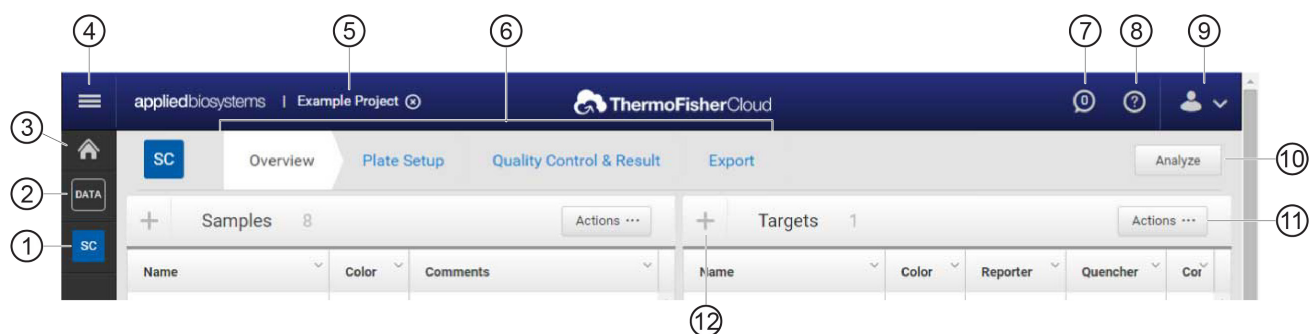 4 5 6 7 8 9
appliedbiosystems | Example Project ThermoFisherCloud 0 ?
3 SC Overview Plate Setup Quality Control & Result Export Analyze 10
2 DATA
+ Samples 8 Actions ··· + Targets 1 Actions ··· 11
1 SC
Name Color Comments Name Color Reporter Quencher Cor
12